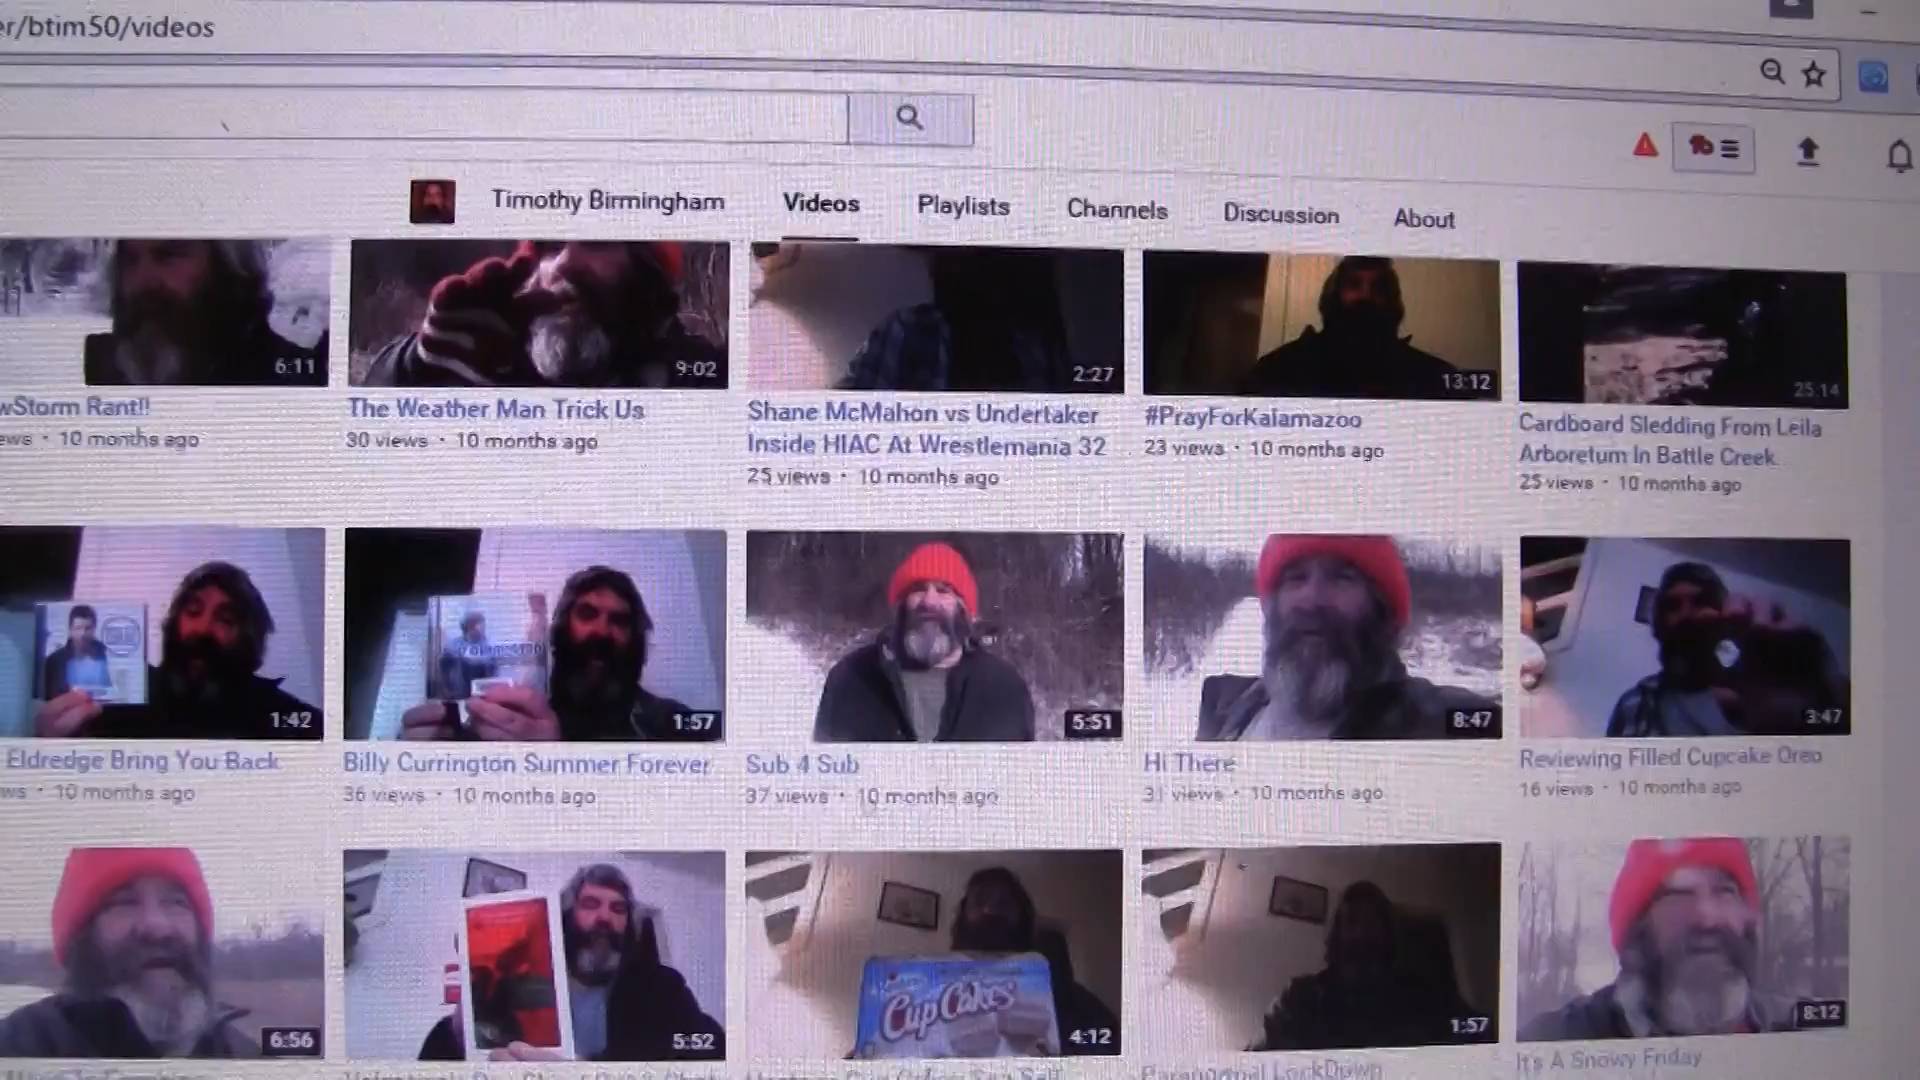 er/btim50/videos
Timothy Birmingham Videos Playlists Channels Discussion About
6:11 9:02 2:27 13:12 25:14
wStorm Rant!!
ews • 10 months ago
The Weather Man Trick Us
30 views • 10 months ago
Shane McMahon vs Undertaker
Inside HIAC At Wrestlemania 32
25 views • 10 months ago
#PrayForKalamazoo
23 views • 10 months ago
Cardboard Sledding From Leila
Arboretum In Battle Creek
25 views • 10 months ago
1:42 1:57 5:51 8:47 3:47
Eldredge Bring You Back
ws • 10 months ago
Billy Currington Summer Forever
36 views • 10 months ago
Sub 4 Sub
37 views • 10 months ago
Hi There
31 views • 10 months ago
Reviewing Filled Cupcake Oreo
16 views • 10 months ago
CupCakes
6:56 5:52 4:12 1:57 8:12
Paranormal LockDown
It's A Snowy Friday